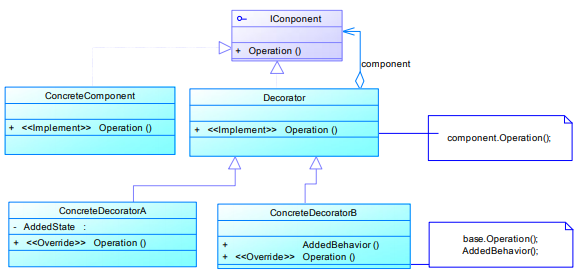 IConponent
+ Operation ()
component
ConcreteComponent
+ <<Implement>> Operation ()
Decorator
+ <<Implement>> Operation ()
component.Operation();
ConcreteDecoratorA
- AddedState :
+ <<Override>> Operation ()
ConcreteDecoratorB
+ AddedBehavior ()
+ <<Override>> Operation ()
base.Operation();
AddedBehavior();